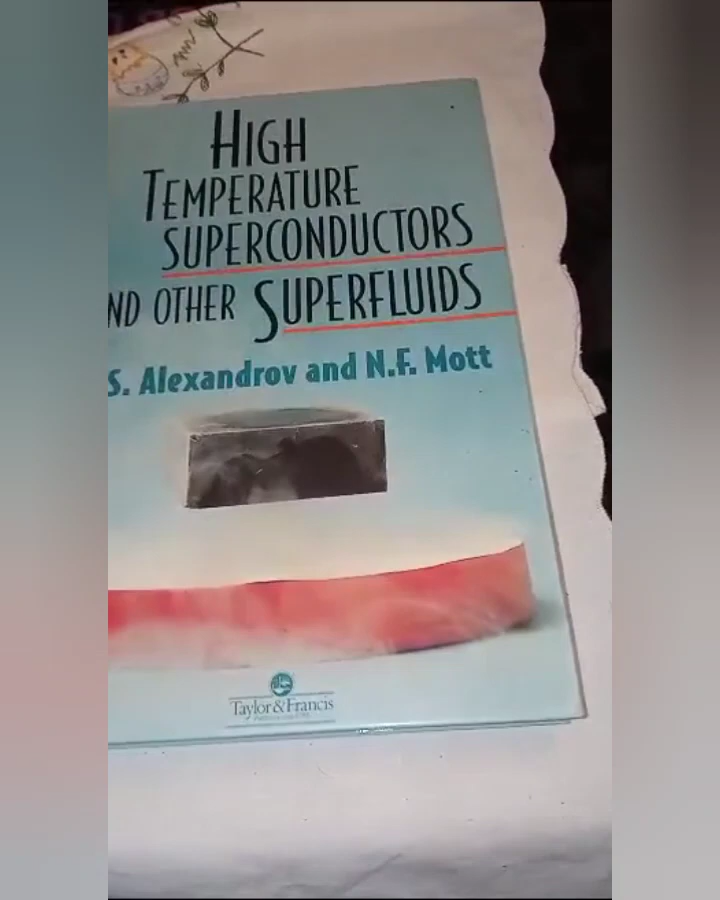 HIGH
TEMPERATURE
SUPERCONDUCTORS
ND OTHER SUPERFLUIDS
S. Alexandrov and N.F. Mott
Taylor & Francis